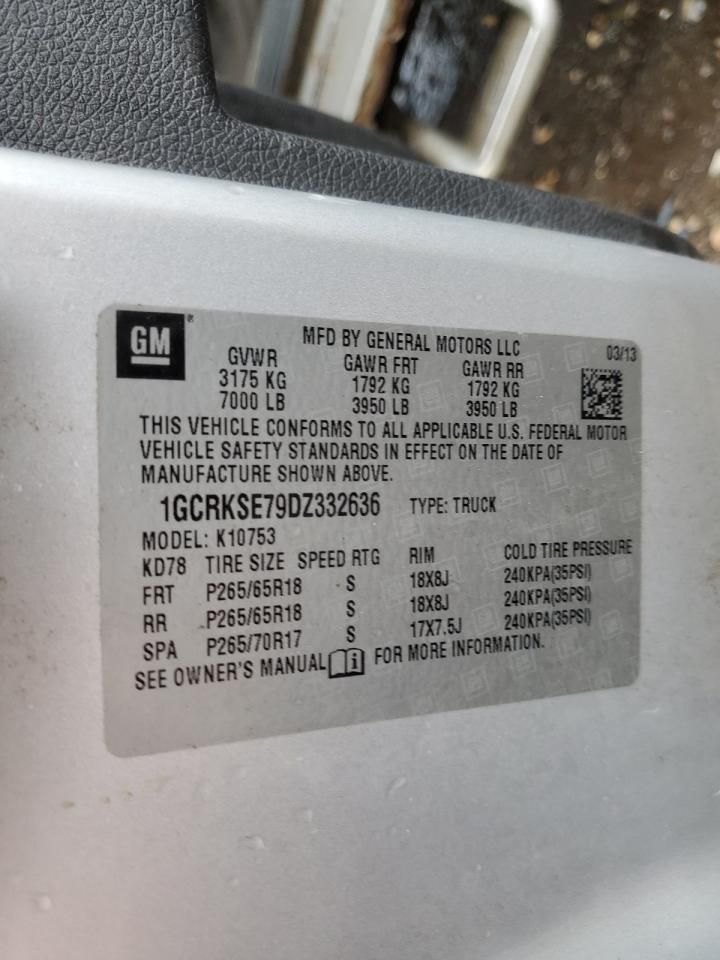 GM ®
MFD BY GENERAL MOTORS LLC 03/13
GVWR GAWR FRT GAWR RR
3175 KG 1792 KG 1792 KG
7000 LB 3950 LB 3950 LB
THIS VEHICLE CONFORMS TO ALL APPLICABLE U.S. FEDERAL MOTOR
VEHICLE SAFETY STANDARDS IN EFFECT ON THE DATE OF
MANUFACTURE SHOWN ABOVE.
1GCRKSE79DZ332636 TYPE: TRUCK
MODEL: K10753
KD78 TIRE SIZE SPEED RTG RIM COLD TIRE PRESSURE
FRT P265/65R18 S 18X8J 240KPA(35PSI)
RR P265/65R18 S 18X8J 240KPA(35PSI)
SPA P265/70R17 S 17X7.5J 240KPA(35PSI)
SEE OWNER'S MANUAL i FOR MORE INFORMATION.